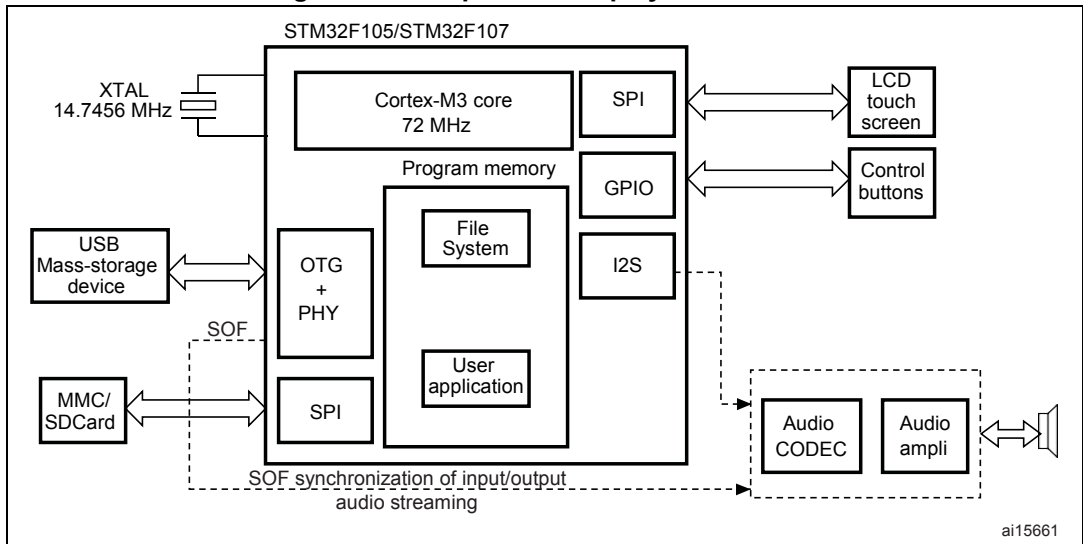 STM32F105/STM32F107
XTAL
14.7456 MHz
Cortex-M3 core
72 MHz
SPI
LCD
touch
screen
Program memory
GPIO
Control
buttons
File
System
USB
Mass-storage
device
OTG
+
PHY
I2S
SOF
User
application
MMC/
SDCard
SPI
Audio
CODEC
Audio
ampli
SOF synchronization of input/output
audio streaming
ai15661